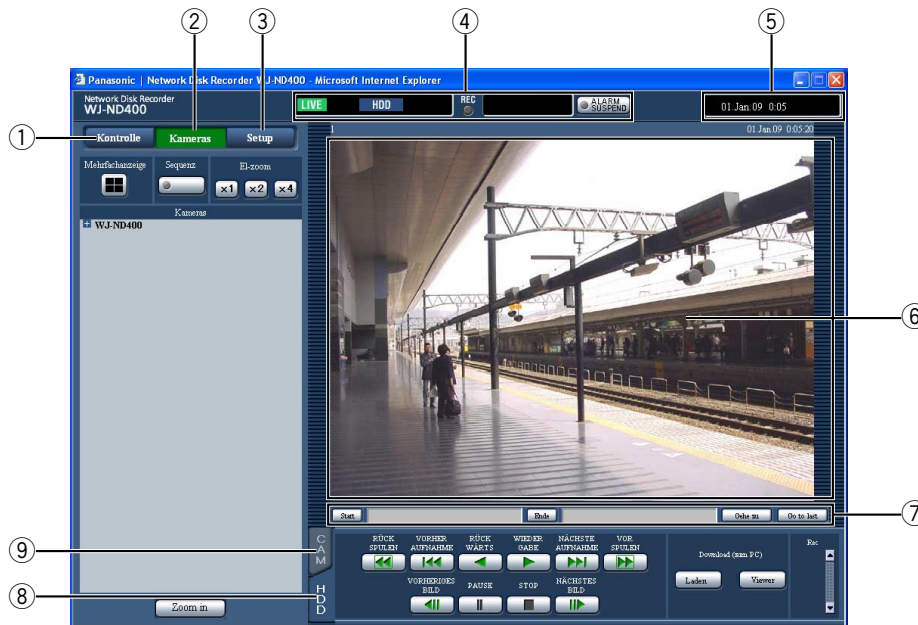 ② ③ ④ ⑤
Panasonic | Network Disk Recorder WJ-ND400 - Microsoft Internet Explorer
Network Disk Recorder
WJ-ND400
LIVE HDD REC ALARM SUSPEND
01.Jan.09 0:05
① Kontrolle Kameras Setup
1 01.Jan.09 0:05:20
Mehrfachanzeige Sequenz El-zoom
x1 x2 x4
Kameras
WJ-ND400
⑥
Start Ende Gehe zu Go to last
⑦
⑨ CAM
RÜCK SPULEN VORHER AUFNAHME RÜCK WÄRTS WIEDER GABE NÄCHSTE AUFNAHME VOR SPULEN
Download (zum PC)
Rec
Laden Viewer
⑧ HDD
VORHERIGES BILD PAUSE STOP NÄCHSTES BILD
Zoom in